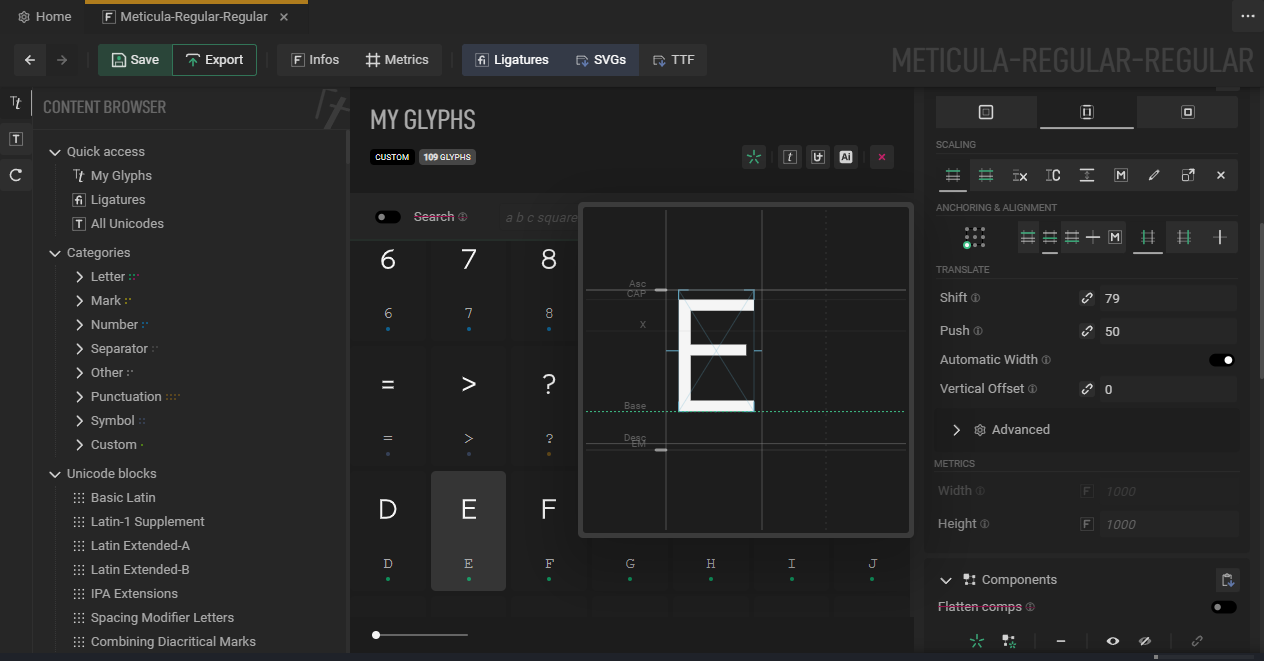 Home
Meticula-Regular-Regular
Save
Export
Infos
Metrics
Ligatures
SVGs
TTF
METICULA-REGULAR-REGULAR
CONTENT BROWSER
Quick access
My Glyphs
Ligatures
All Unicodes
Categories
Letter
Mark
Number
Separator
Other
Punctuation
Symbol
Custom
Unicode blocks
Basic Latin
Latin-1 Supplement
Latin Extended-A
Latin Extended-B
IPA Extensions
Spacing Modifier Letters
Combining Diacritical Marks
MY GLYPHS
CUSTOM 109 GLYPHS
Ai
Search
a b c square
6 7 8
6 7 8
= > ?
= > ?
D E F
D E F G H I J
Asc
CAP
X
Base
Desc
EM
E
SCALING
M
ANCHORING & ALIGNMENT
M
TRANSLATE
Shift 79
Push 50
Automatic Width
Vertical Offset 0
Advanced
METRICS
Width F 1000
Height F 1000
Components
Flatten comps